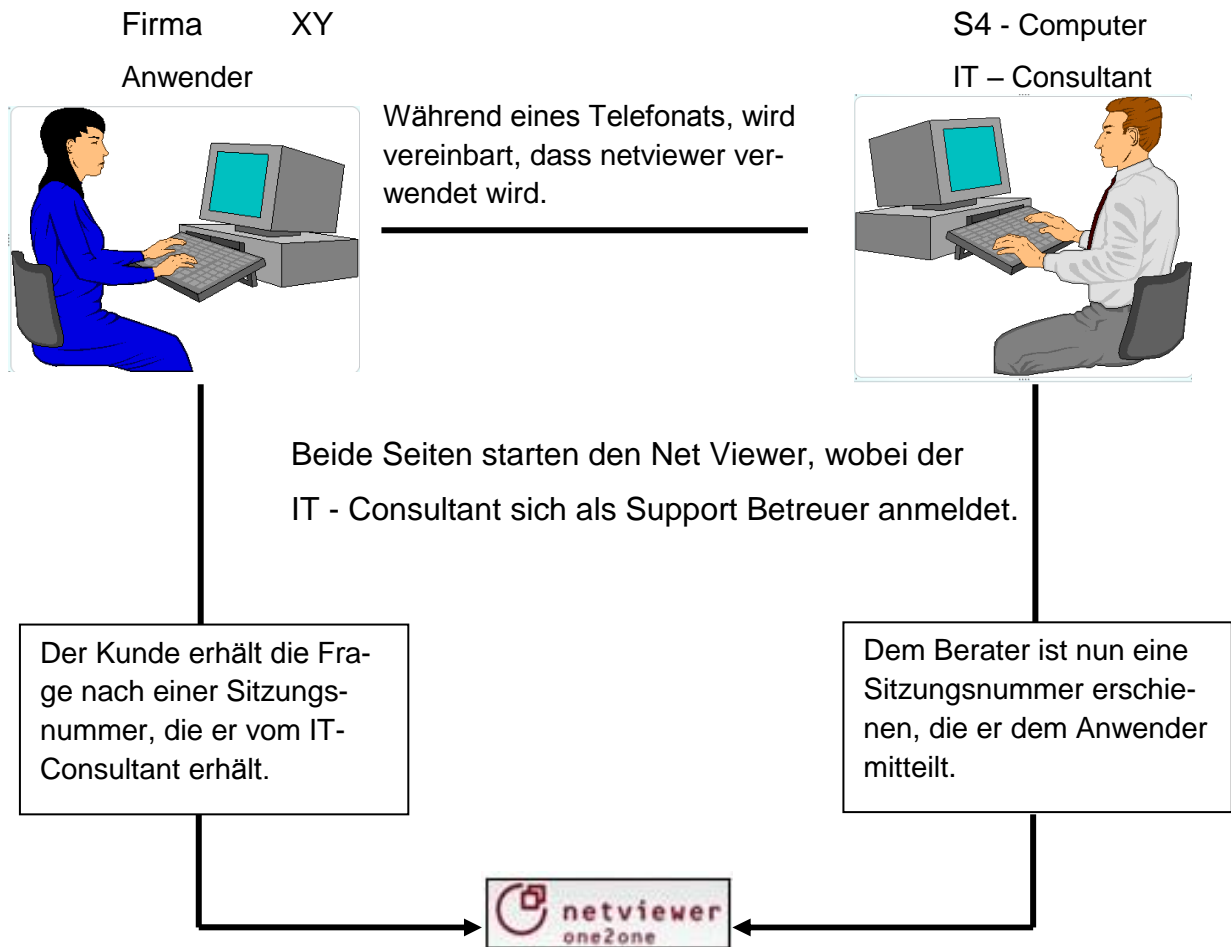 Firma XY
Anwender
S4 - Computer
IT – Consultant
Während eines Telefonats, wird
vereinbart, dass netviewer ver-
wendet wird.
Beide Seiten starten den Net Viewer, wobei der
IT - Consultant sich als Support Betreuer anmeldet.
Der Kunde erhält die Fra-
ge nach einer Sitzungs-
nummer, die er vom IT-
Consultant erhält.
Dem Berater ist nun eine
Sitzungsnummer erschie-
nen, die er dem Anwender
mitteilt.
netviewer
one2one